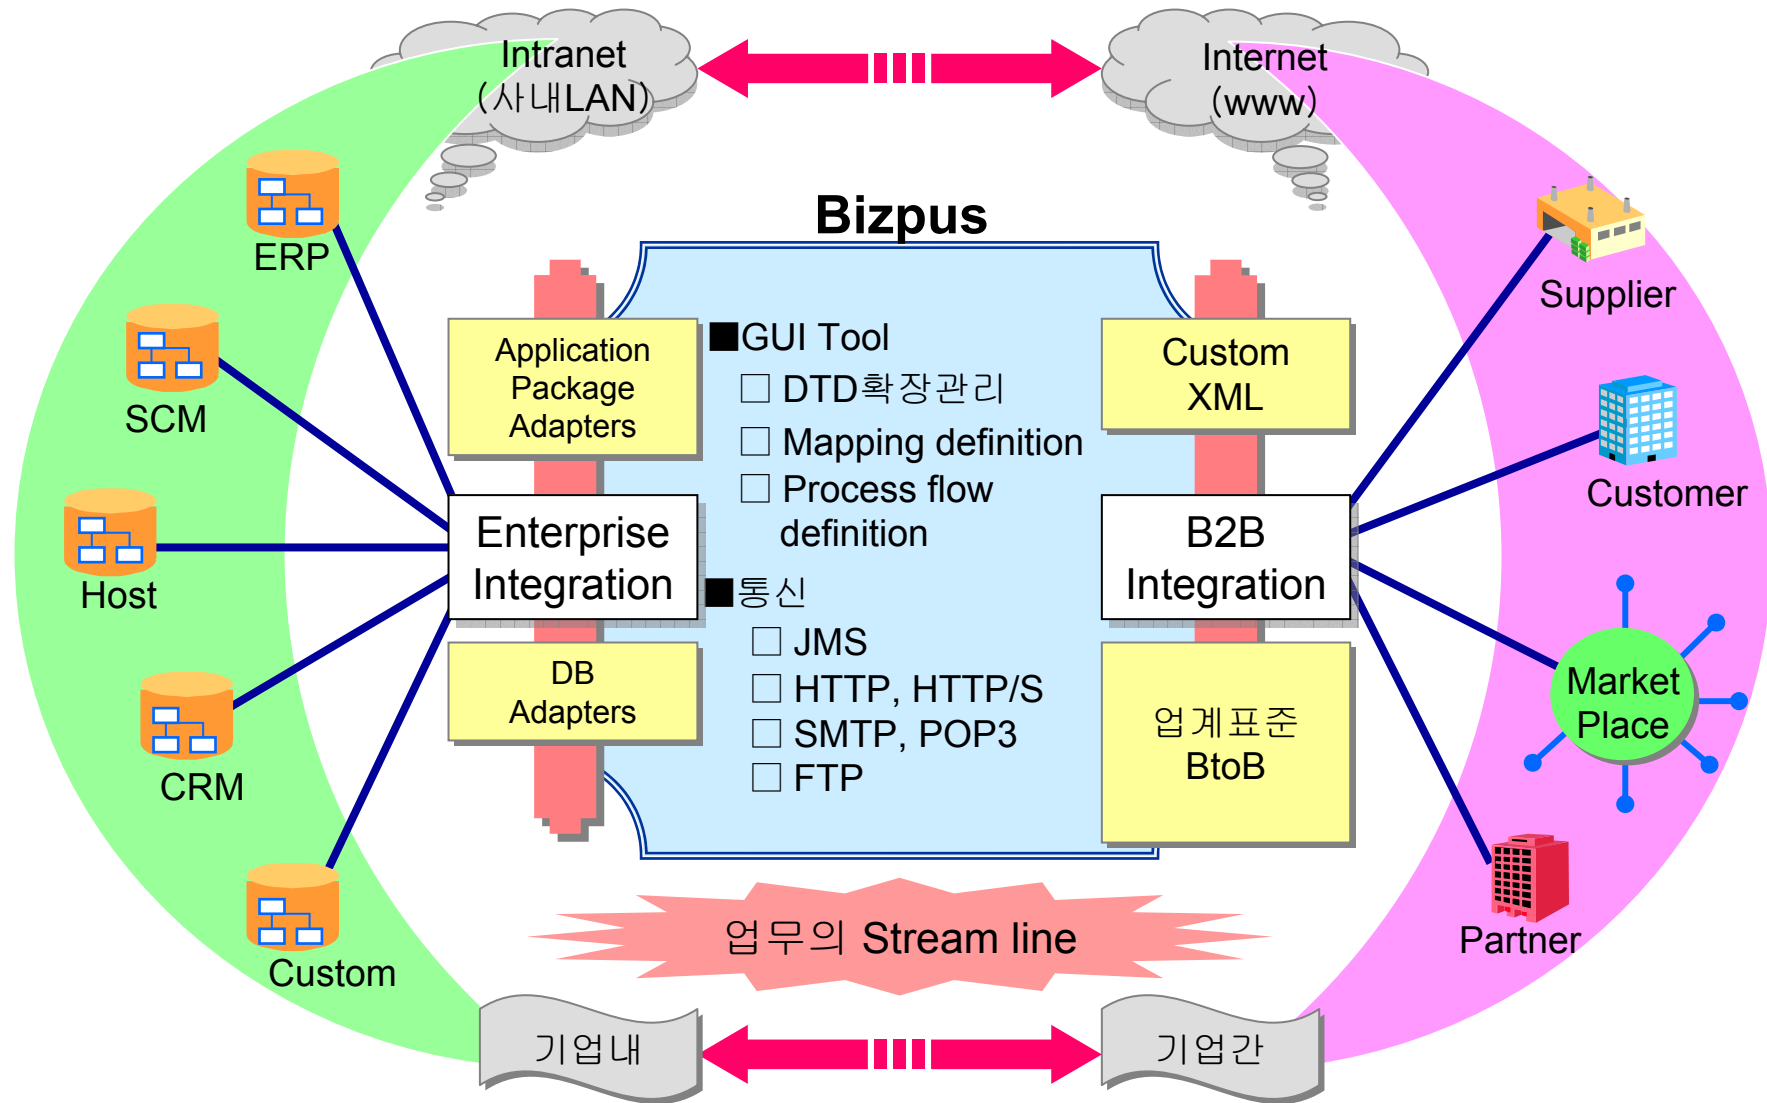 Intranet
(사내LAN)
Internet
(www)
Bizpus
ERP
SCM
Host
CRM
Custom
Application
Package
Adapters
Enterprise
Integration
DB
Adapters
■GUI Tool
□ DTD확장관리
□ Mapping definition
□ Process flow
definition
■통신
□ JMS
□ HTTP, HTTP/S
□ SMTP, POP3
□ FTP
Custom
XML
B2B
Integration
업계표준
BtoB
Supplier
Customer
Market
Place
Partner
업무의 Stream line
기업내
기업간